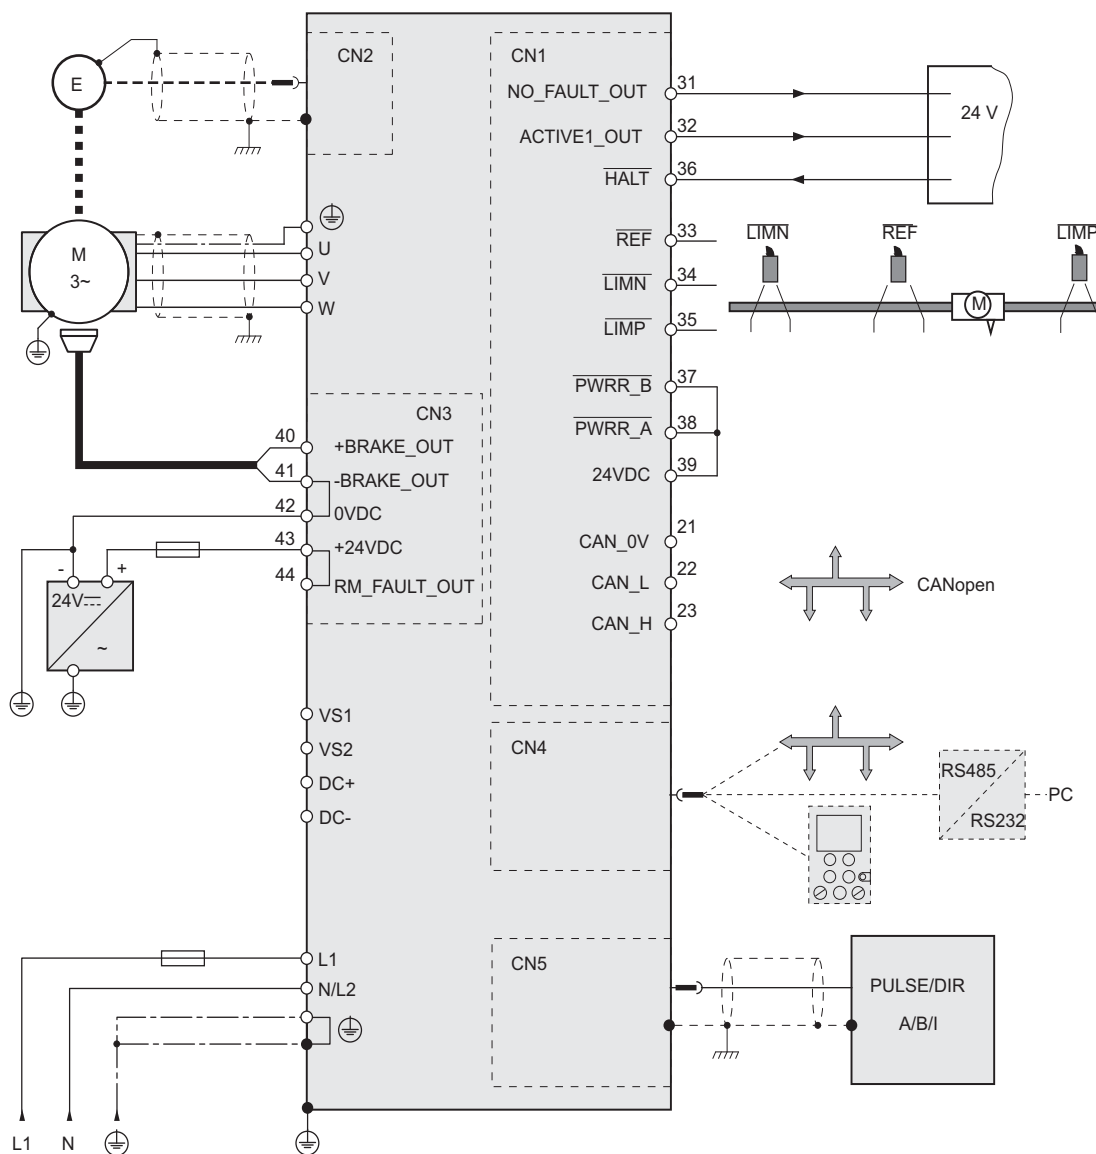 E
CN2
CN1
NO_FAULT_OUT 31
ACTIVE1_OUT 32
HALT 36
24 V
M
3~
U
V
W
REF 33
LIMN 34
LIMP 35
LIMN REF LIMP
M
PWRR_B 37
PWRR_A 38
24VDC 39
CN3
40 +BRAKE_OUT
41 -BRAKE_OUT
42 0VDC
43 +24VDC
44 RM_FAULT_OUT
- +
24V
~
CAN_0V 21
CAN_L 22
CAN_H 23
CANopen
VS1
VS2
DC+
DC-
CN4
RS485
RS232
PC
L1
N/L2
CN5
PULSE/DIR
A/B/I
L1 N